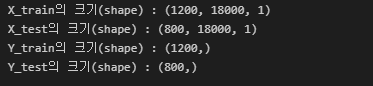 X_train의 크기(shape) : (1200, 18000, 1)
X_test의 크기(shape) : (800, 18000, 1)
Y_train의 크기(shape) : (1200,)
Y_test의 크기(shape) : (800,)